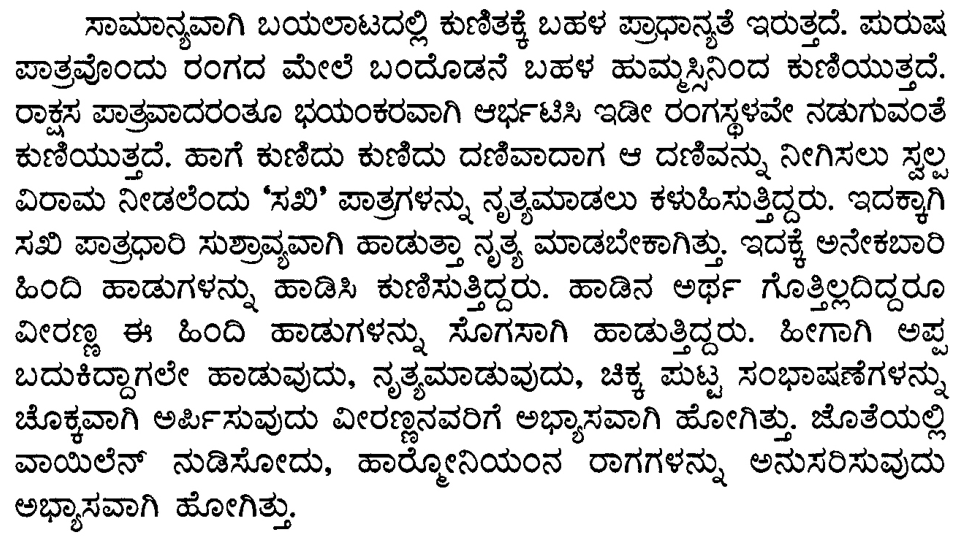 ಸಾಮಾನ್ಯವಾಗಿ ಬಯಲಾಟದಲ್ಲಿ ಕುಣಿತಕ್ಕೆ ಬಹಳ ಪ್ರಾಧಾನ್ಯತೆ ಇರುತ್ತದೆ. ಪುರುಷ
ಪಾತ್ರವೊಂದು ರಂಗದ ಮೇಲೆ ಬಂದೊಡನೆ ಬಹಳ ಹುಮ್ಮಸ್ಸಿನಿಂದ ಕುಣಿಯುತ್ತದೆ.
ರಾಕ್ಷಸ ಪಾತ್ರವಾದರಂತೂ ಭಯಂಕರವಾಗಿ ಆರ್ಭಟಿಸಿ ಇಡೀ ರಂಗಸ್ಥಳವೇ ನಡುಗುವಂತೆ
ಕುಣಿಯುತ್ತದೆ. ಹಾಗೆ ಕುಣಿದು ಕುಣಿದು ದಣಿವಾದಾಗ ಆ ದಣಿವನ್ನು ನೀಗಿಸಲು ಸ್ವಲ್ಪ
ವಿರಾಮ ನೀಡಲೆಂದು ‘ಸಖಿ’ ಪಾತ್ರಗಳನ್ನು ನೃತ್ಯಮಾಡಲು ಕಳುಹಿಸುತ್ತಿದ್ದರು. ಇದಕ್ಕಾಗಿ
ಸಖಿ ಪಾತ್ರಧಾರಿ ಸುಶ್ರಾವ್ಯವಾಗಿ ಹಾಡುತ್ತಾ ನೃತ್ಯ ಮಾಡಬೇಕಾಗಿತ್ತು. ಇದಕ್ಕೆ ಅನೇಕಬಾರಿ
ಹಿಂದಿ ಹಾಡುಗಳನ್ನು ಹಾಡಿಸಿ ಕುಣಿಸುತ್ತಿದ್ದರು. ಹಾಡಿನ ಅರ್ಥ ಗೊತ್ತಿಲ್ಲದಿದ್ದರೂ
ವೀರಣ್ಣ ಈ ಹಿಂದಿ ಹಾಡುಗಳನ್ನು ಸೊಗಸಾಗಿ ಹಾಡುತ್ತಿದ್ದರು. ಹೀಗಾಗಿ ಅಪ್ಪ
ಬದುಕಿದ್ದಾಗಲೇ ಹಾಡುವುದು, ನೃತ್ಯಮಾಡುವುದು, ಚಿಕ್ಕ ಪುಟ್ಟ ಸಂಭಾಷಣೆಗಳನ್ನು
ಚೊಕ್ಕವಾಗಿ ಅರ್ಪಿಸುವುದು ವೀರಣ್ಣನವರಿಗೆ ಅಭ್ಯಾಸವಾಗಿ ಹೋಗಿತ್ತು. ಜೊತೆಯಲ್ಲಿ
ವಾಯಿಲೆನ್ ನುಡಿಸೋದು, ಹಾರ್‍ಮೋನಿಯಂನ ರಾಗಗಳನ್ನು ಅನುಸರಿಸುವುದು
ಅಭ್ಯಾಸವಾಗಿ ಹೋಗಿತ್ತು.